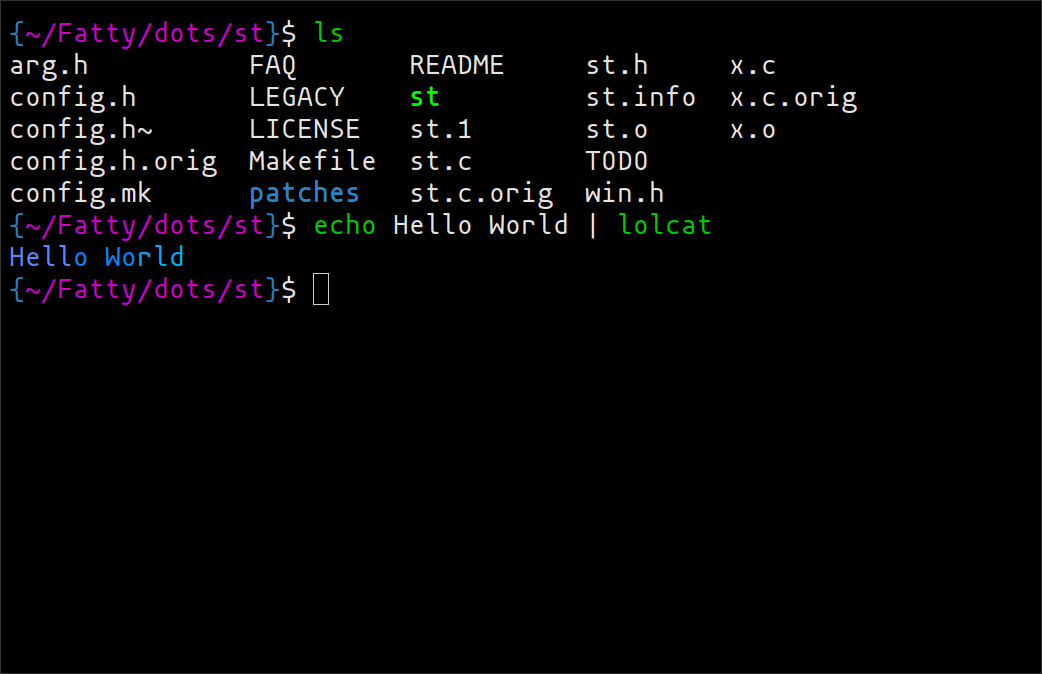 {~/Fatty/dots/st}$ ls
arg.h          FAQ       README     st.h     x.c
config.h       LEGACY    st         st.info  x.c.orig
config.h~      LICENSE   st.1       st.o     x.o
config.h.orig  Makefile  st.c       TODO
config.mk      patches   st.c.orig  win.h
{~/Fatty/dots/st}$ echo Hello World | lolcat
Hello World
{~/Fatty/dots/st}$